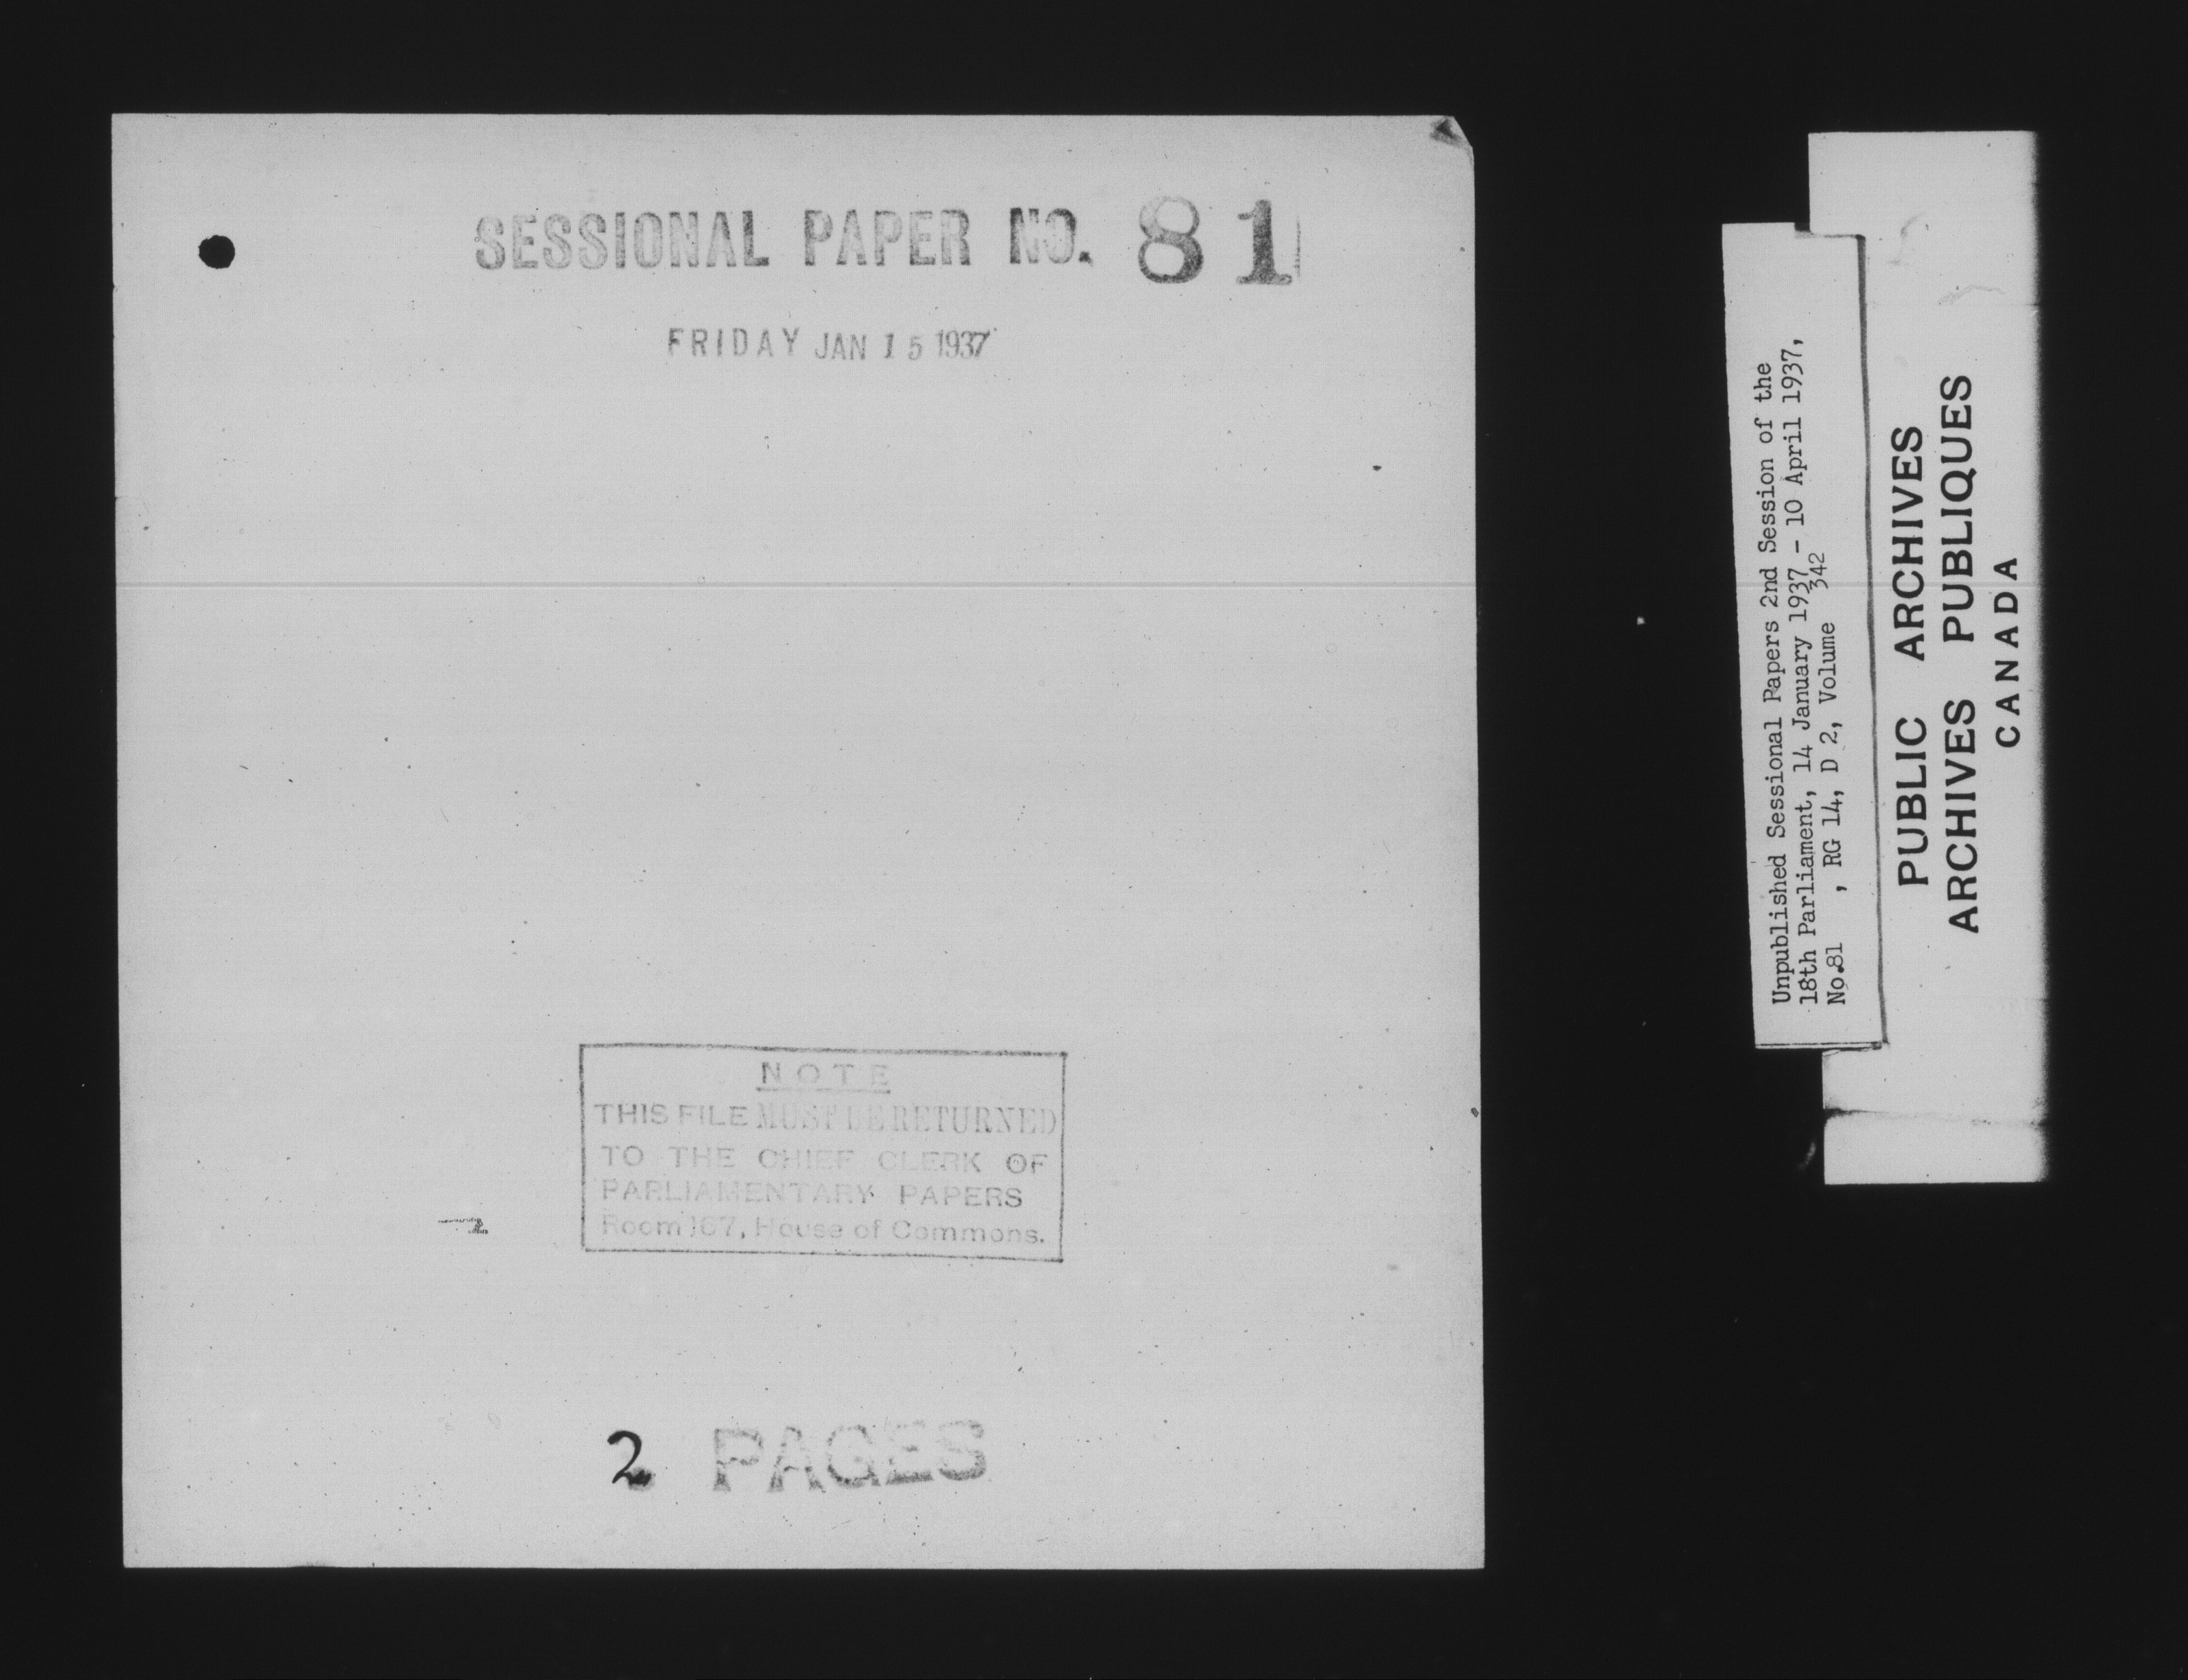 SESSIONAL PAPER NO. 81
FRIDAY JAN 15 1937
NOTE
THIS FILE MUST BE RETURNED
TO THE CHIEF CLERK OF
PARLIAMENTARY PAPERS
Room 167, House of Commons.
2 PAGES
Unpublished Sessional Papers 2nd Session of the
18th Parliament, 14 January 1937 - 10 April 1937,
No.81 , RG 14, D 2, Volume 342
PUBLIC ARCHIVES
ARCHIVES PUBLIQUES
CANADA